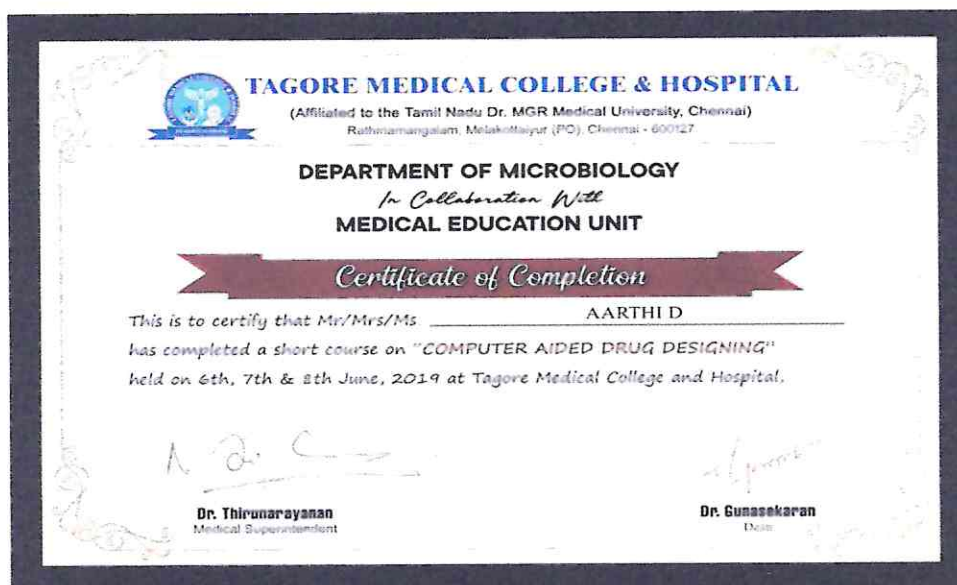 TAGORE MEDICAL COLLEGE & HOSPITAL
(Affiliated to the Tamil Nadu Dr. MGR Medical University, Chennai)
Rathinamangalam, Melakottaiyur (PO), Chennai - 600127
DEPARTMENT OF MICROBIOLOGY
In Collaboration With
MEDICAL EDUCATION UNIT
Certificate of Completion
This is to certify that Mr/Mrs/Ms AARTHI D
has completed a short course on "COMPUTER AIDED DRUG DESIGNING"
held on 6th, 7th & 8th June, 2019 at Tagore Medical College and Hospital.
Dr. Thirunarayanan
Medical Superintendent
Dr. Gunasekaran
Dean